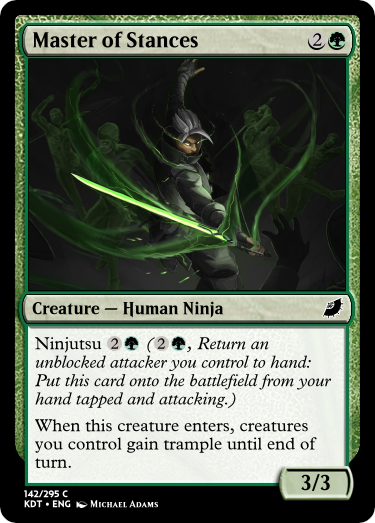 Master of Stances 2
Creature — Human Ninja
Ninjutsu 2 (2, Return an
unblocked attacker you control to hand:
Put this card onto the battlefield from your
hand tapped and attacking.)
When this creature enters, creatures
you control gain trample until end of
turn.
3/3
142/295 C
KDT • ENG Michael Adams